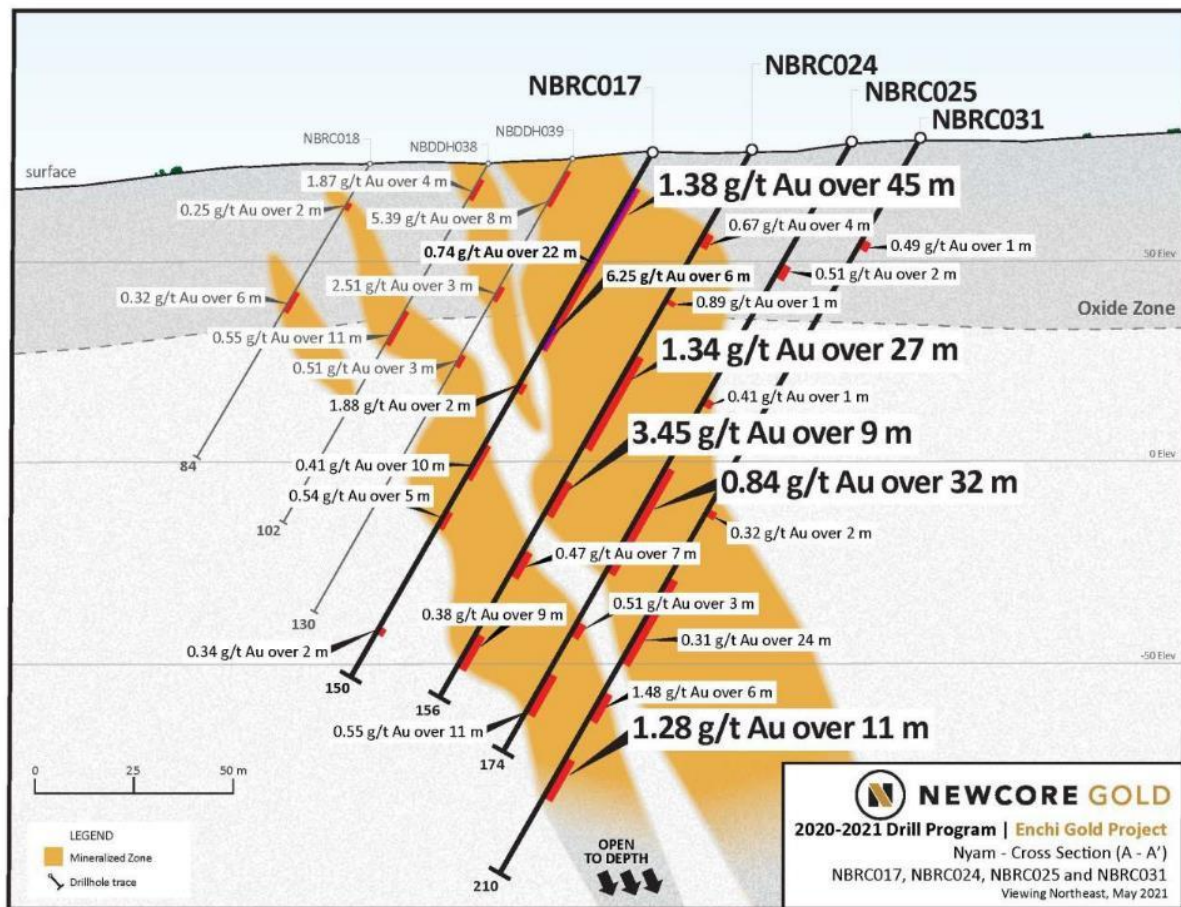 NBRC017
NBRC024
NBRC025
NBRC031
NBRC018
NBDDH038
NBDDH039
surface
1.87 g/t Au over 4 m
0.25 g/t Au over 2 m
5.39 g/t Au over 8 m
1.38 g/t Au over 45 m
0.67 g/t Au over 4 m
0.49 g/t Au over 1 m
0.74 g/t Au over 22 m
50 Elev
6.25 g/t Au over 6 m
0.51 g/t Au over 2 m
2.51 g/t Au over 3 m
0.32 g/t Au over 6 m
0.89 g/t Au over 1 m
Oxide Zone
0.55 g/t Au over 11 m
1.34 g/t Au over 27 m
0.51 g/t Au over 3 m
0.41 g/t Au over 1 m
1.88 g/t Au over 2 m
3.45 g/t Au over 9 m
84
0.41 g/t Au over 10 m
0 Elev
0.84 g/t Au over 32 m
0.54 g/t Au over 5 m
102
0.32 g/t Au over 2 m
0.47 g/t Au over 7 m
0.51 g/t Au over 3 m
0.38 g/t Au over 9 m
130
0.31 g/t Au over 24 m
0.34 g/t Au over 2 m
-50 Elev
150
1.48 g/t Au over 6 m
156
0.55 g/t Au over 11 m
1.28 g/t Au over 11 m
174
0 25 50 m
LEGEND
Mineralized Zone
Drillhole trace
OPEN
TO DEPTH
210
N NEWCORE GOLD
2020-2021 Drill Program | Enchi Gold Project
Nyam - Cross Section (A - A')
NBRC017, NBRC024, NBRC025 and NBRC031
Viewing Northeast, May 2021